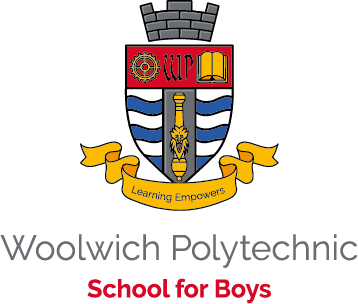 WP
Learning Empowers
Woolwich Polytechnic
School for Boys